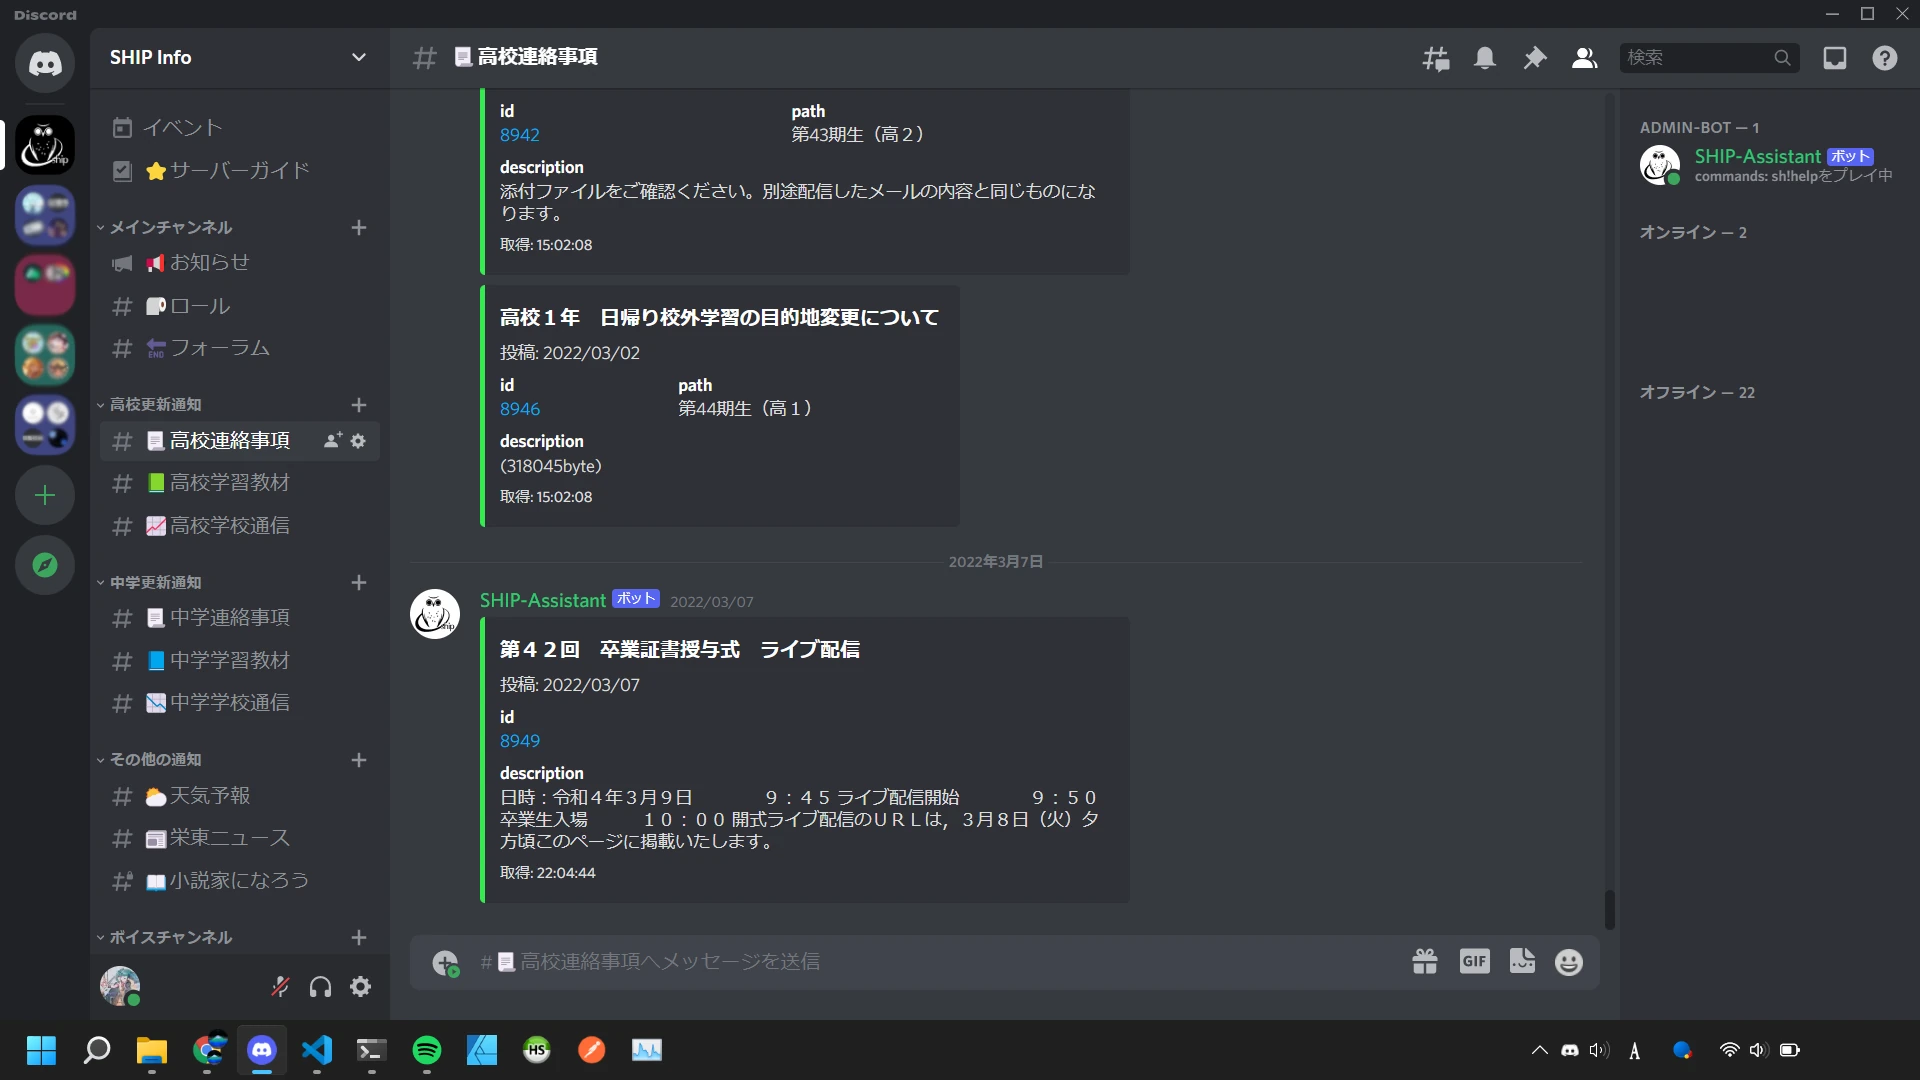 Discord
SHIP Info
イベント
サーバーガイド
メインチャンネル
お知らせ
ロール
END フォーラム
高校更新通知
高校連絡事項
高校学習教材
高校学校通信
中学更新通知
中学連絡事項
中学学習教材
中学学校通信
その他の通知
天気予報
栄東ニュース
小説家になろう
ボイスチャンネル
高校連絡事項
検索
id
path
8942
第43期生（高２）
description
添付ファイルをご確認ください。別途配信したメールの内容と同じものにな
ります。
取得: 15:02:08
高校１年　日帰り校外学習の目的地変更について
投稿: 2022/03/02
id
path
8946
第44期生（高１）
description
(318045byte)
取得: 15:02:08
2022年3月7日
SHIP-Assistant ボット 2022/03/07
第４２回　卒業証書授与式　ライブ配信
投稿: 2022/03/07
id
8949
description
日時：令和４年３月９日　　　　９：４５ ライブ配信開始　　　　９：５０
卒業生入場　　　１０：００ 開式ライブ配信のＵＲＬは，３月８日（火）夕
方頃このページに掲載いたします。
取得: 22:04:44
#高校連絡事項へメッセージを送信
GIF
ADMIN-BOT — 1
SHIP-Assistant ボット
commands: sh!helpをプレイ中
オンライン — 2
オフライン — 22
HS
A